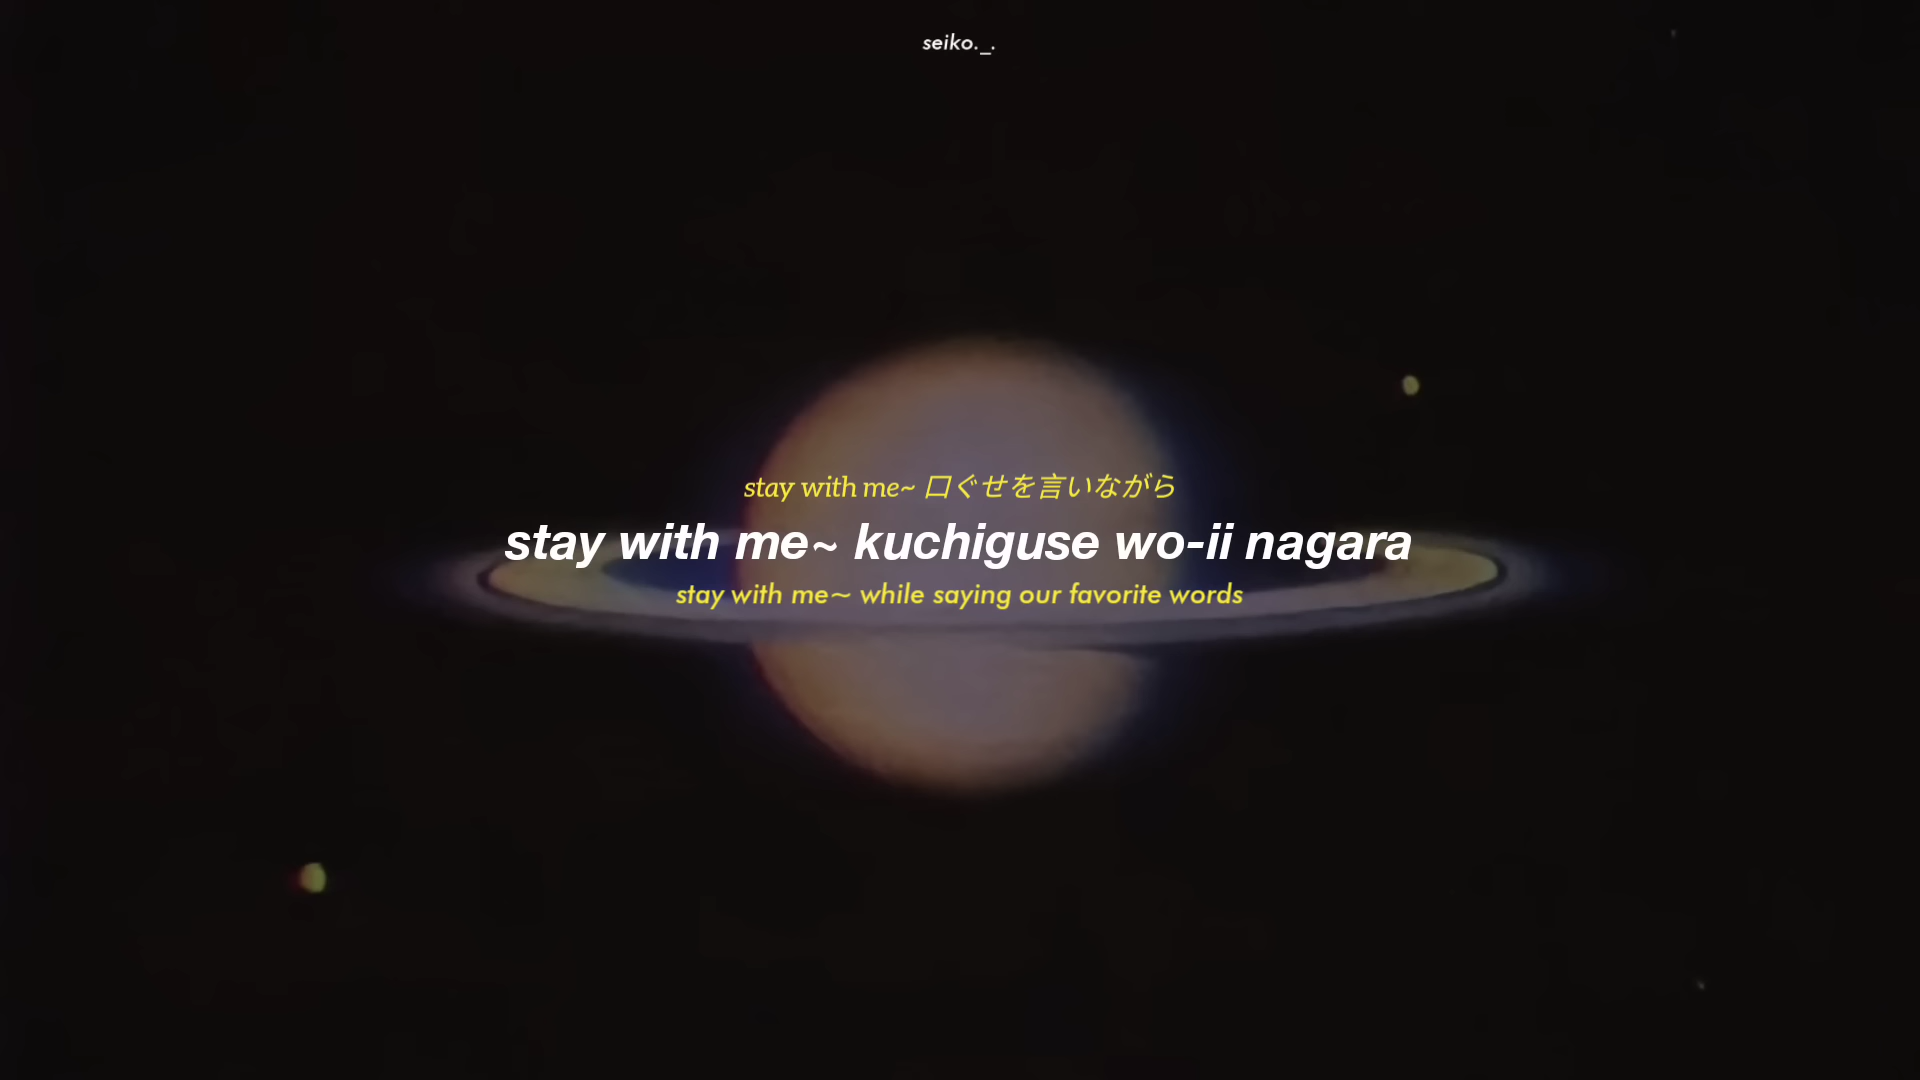 seiko._.
stay with me~ 口ぐせを言いながら
stay with me~ kuchiguse wo-ii nagara
stay with me~ while saying our favorite words